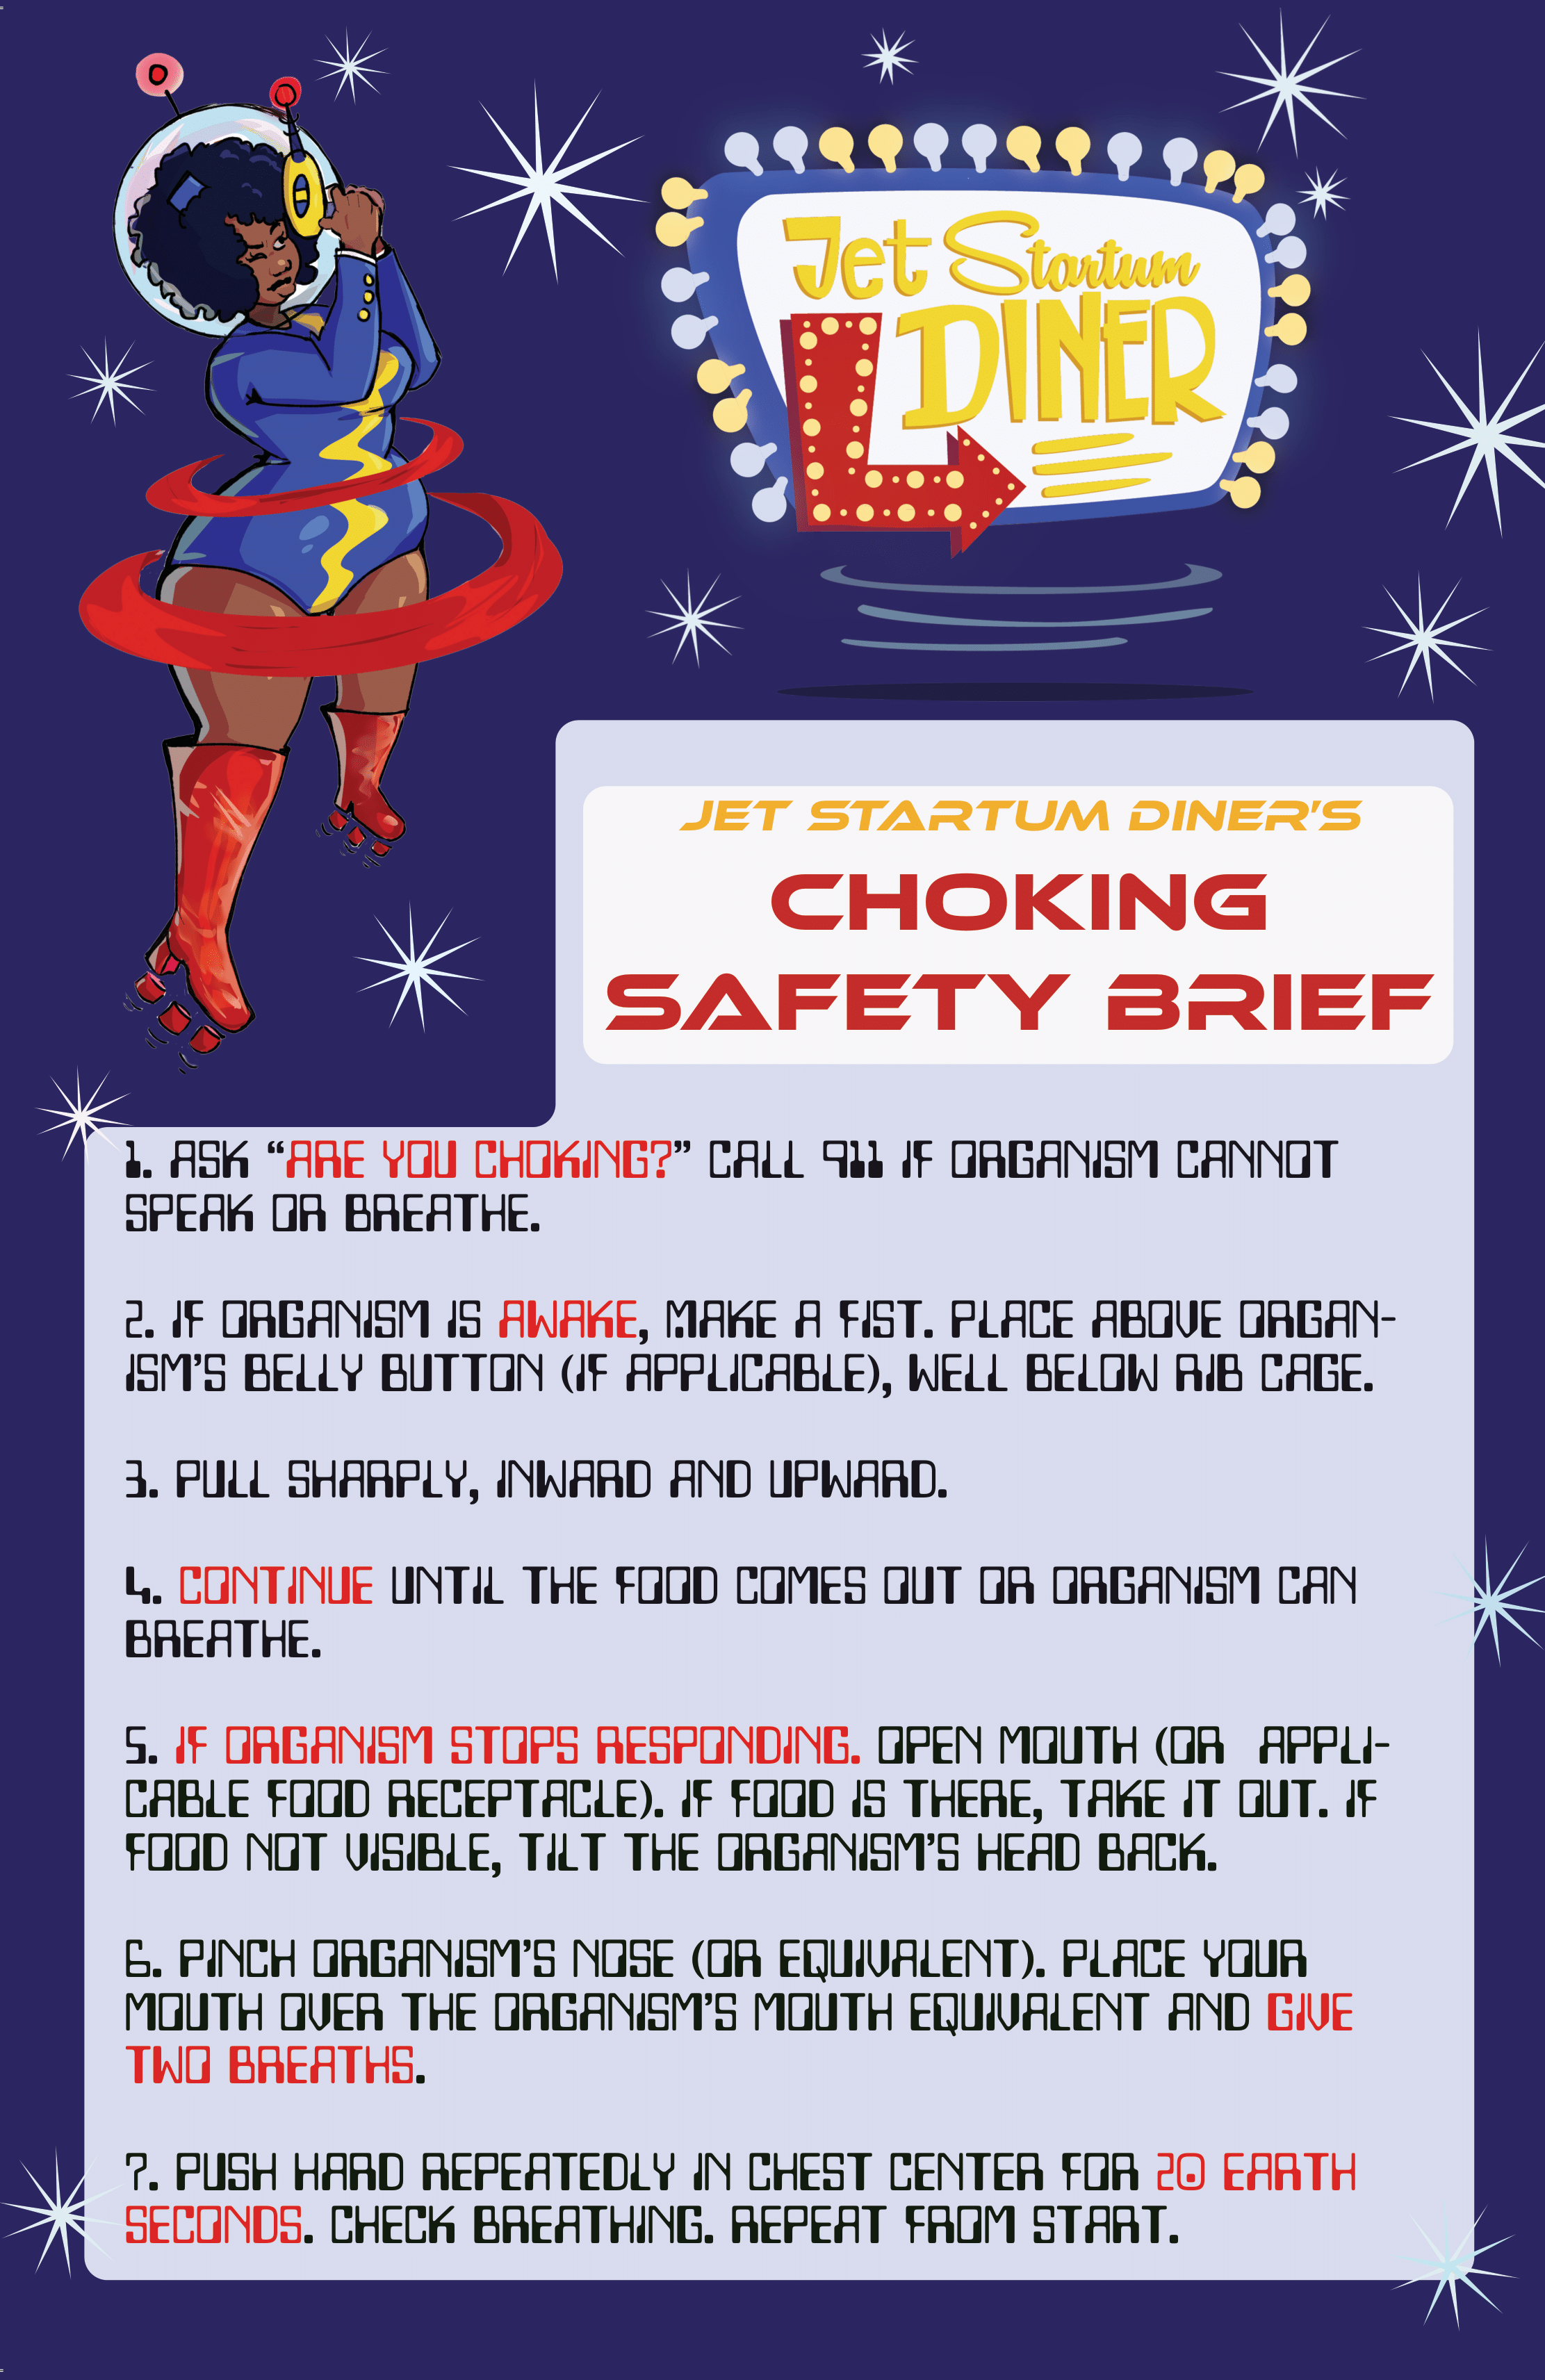 Jet Startum
DINER
JET STARTUM DINER'S
CHOKING
SAFETY BRIEF
1. ASK “ARE YOU CHOKING?” CALL 911 IF ORGANISM CANNOT
SPEAK OR BREATHE.
2. IF ORGANISM IS AWAKE, MAKE A FIST. PLACE ABOVE ORGAN-
ISM'S BELLY BUTTON (IF APPLICABLE), WELL BELOW RIB CAGE.
3. PULL SHARPLY, INWARD AND UPWARD.
4. CONTINUE UNTIL THE FOOD COMES OUT OR ORGANISM CAN
BREATHE.
5. IF ORGANISM STOPS RESPONDING. OPEN MOUTH (OR APPLI-
CABLE FOOD RECEPTACLE). IF FOOD IS THERE, TAKE IT OUT. IF
FOOD NOT VISIBLE, TILT THE ORGANISM'S HEAD BACK.
6. PINCH ORGANISM'S NOSE (OR EQUIVALENT). PLACE YOUR
MOUTH OVER THE ORGANISM'S MOUTH EQUIVALENT AND GIVE
TWO BREATHS.
7. PUSH HARD REPEATEDLY IN CHEST CENTER FOR 20 EARTH
SECONDS. CHECK BREATHING. REPEAT FROM START.